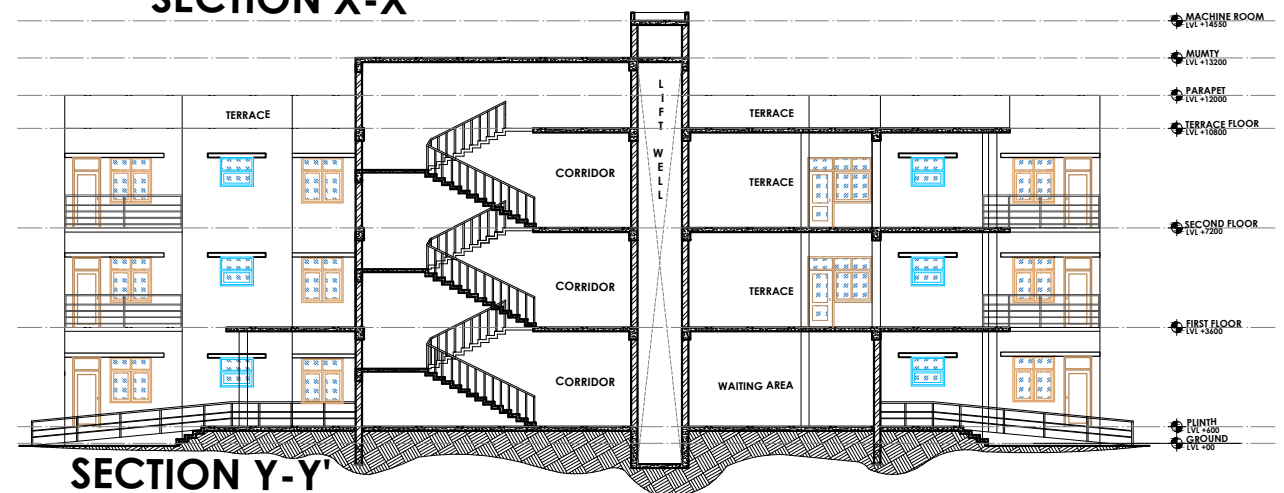 SECTION X-X
MACHINE ROOM
LVL +14550
MUMTY
LVL +13200
PARAPET
LVL +12000
TERRACE FLOOR
LVL +10800
TERRACE
LIFT WELL
TERRACE
CORRIDOR
TERRACE
SECOND FLOOR
LVL +7200
CORRIDOR
TERRACE
FIRST FLOOR
LVL +3600
CORRIDOR
WAITING AREA
PLINTH
LVL +600
GROUND
LVL +00
SECTION Y-Y'